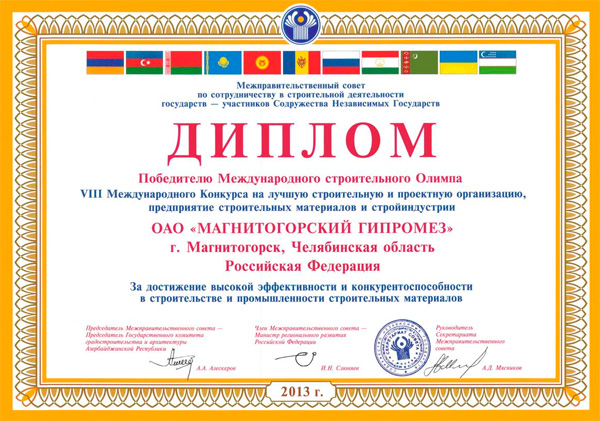 Межправительственный совет
по сотрудничеству в строительной деятельности
государств — участников Содружества Независимых Государств
ДИПЛОМ
Победителю Международного строительного Олимпа
VIII Международного Конкурса на лучшую строительную и проектную организацию,
предприятие строительных материалов и стройиндустрии
ОАО «МАГНИТОГОРСКИЙ ГИПРОМЕЗ»
г. Магнитогорск, Челябинская область
Российская Федерация
За достижение высокой эффективности и конкурентоспособности
в строительстве и промышленности строительных материалов
Председатель Межправительственного совета —
Председатель Государственного комитета
градостроительства и архитектуры
Азербайджанской Республики
А.А. Алескеров
Член Межправительственного совета —
Министр регионального развития
Российской Федерации
И.Н. Слюняев
Руководитель
Секретариата
Межправительственного
совета
А.Д. Мясников
2013 г.